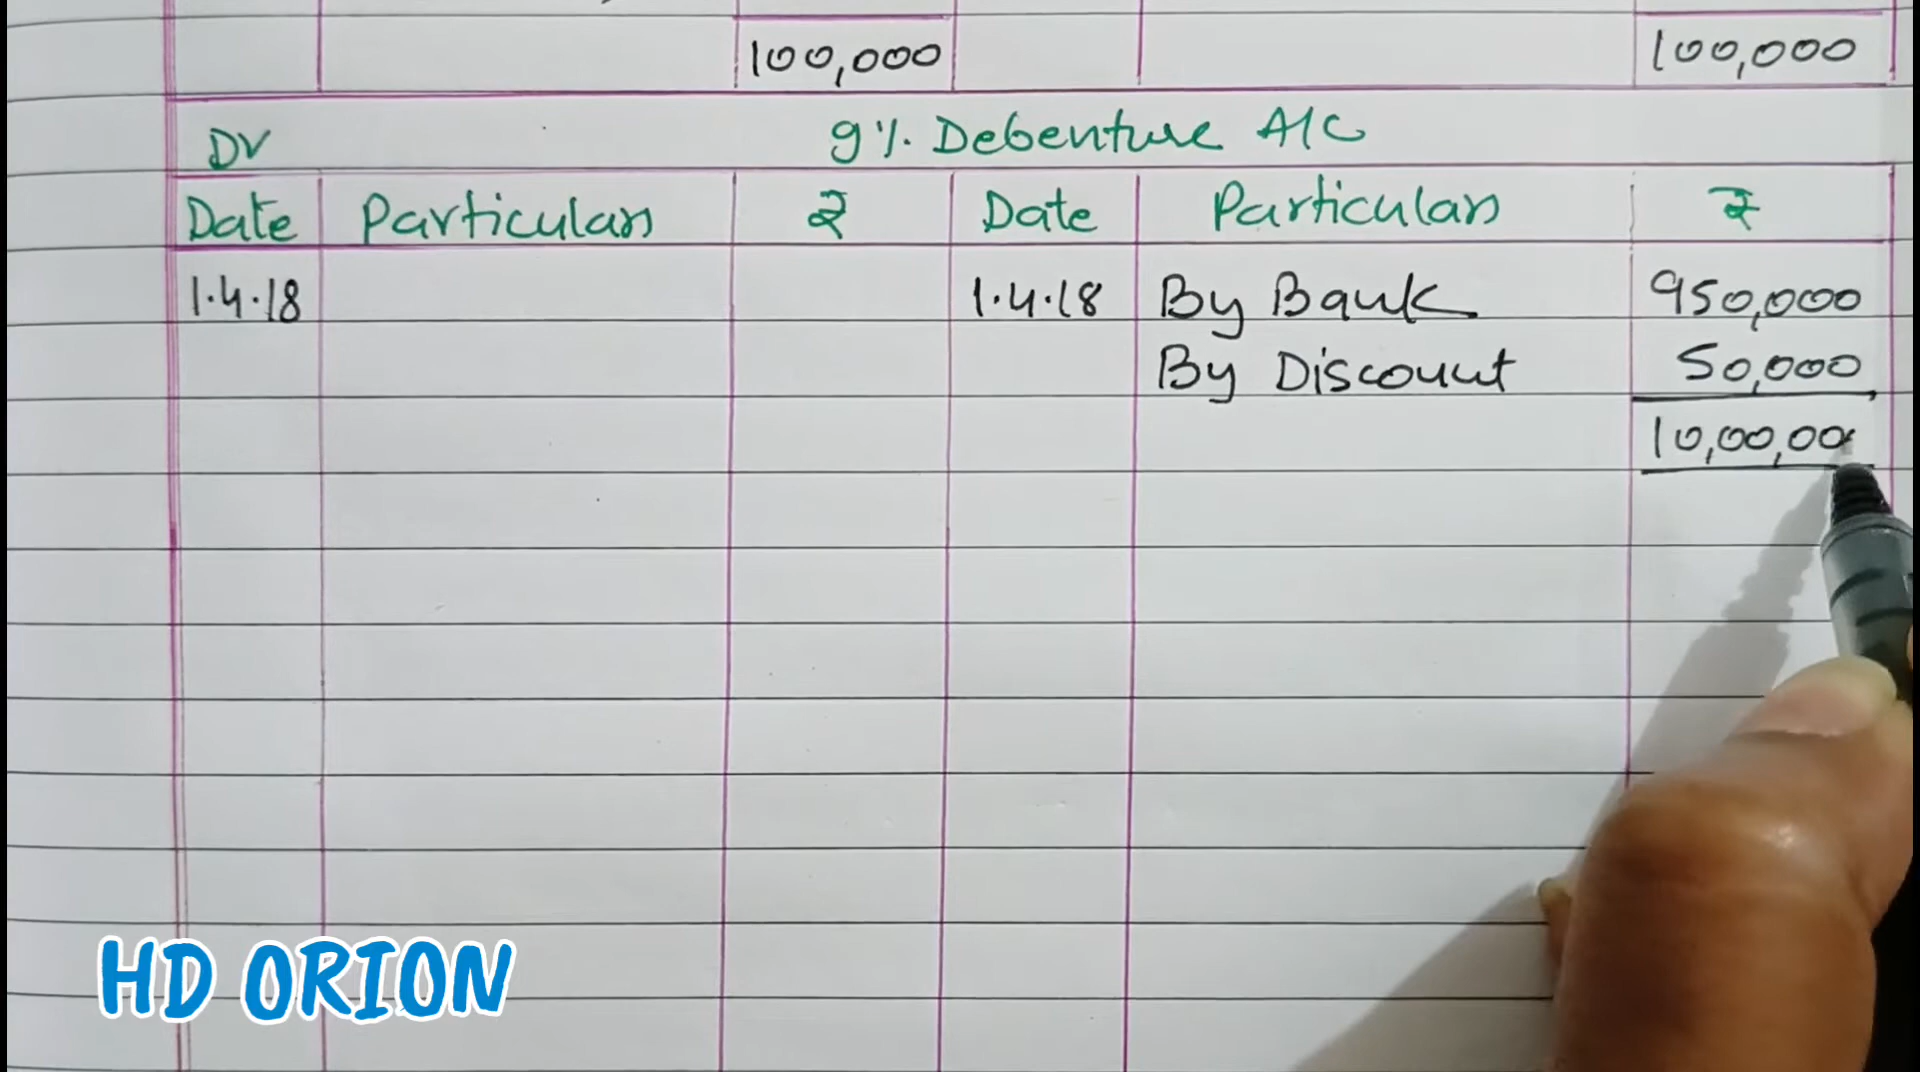 100,000 100,000
Dr 9% Debenture A/C
Date Particulars ₹ Date Particulars ₹
1.4.18 1.4.18 By Bank 950,000
By Discount 50,000
10,00,00
HD ORION